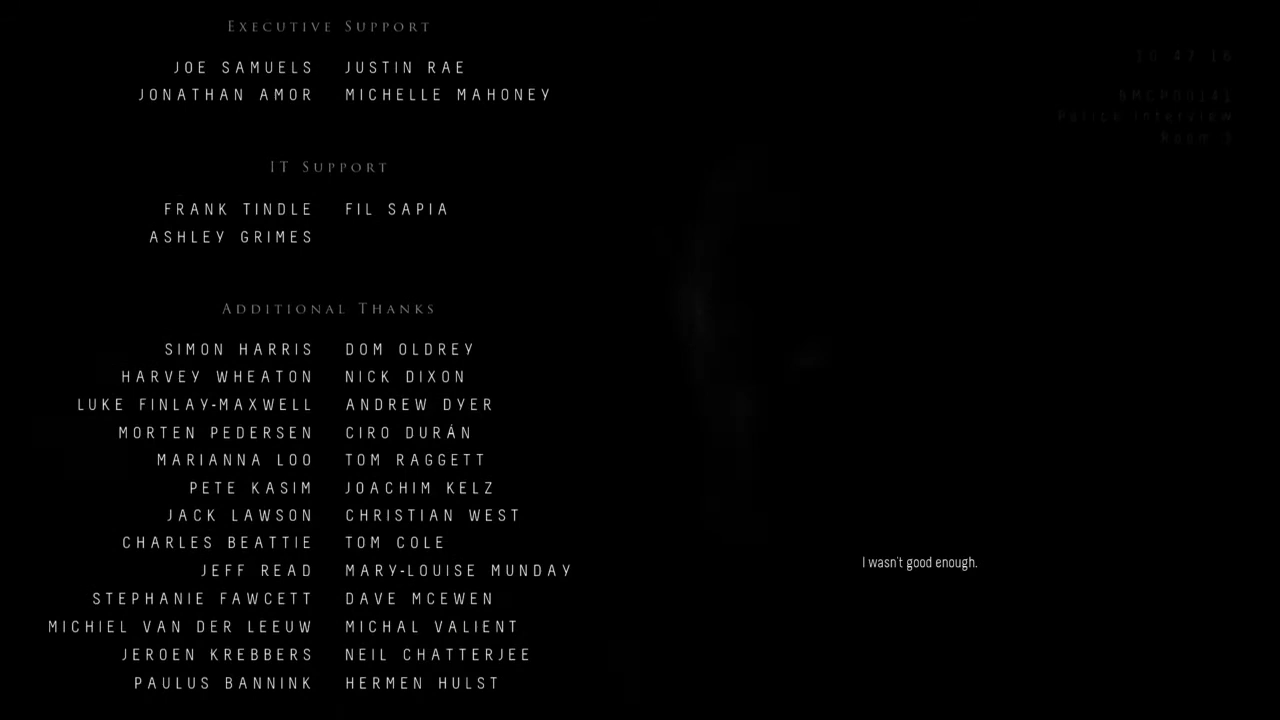 EXECUTIVE SUPPORT
JOE SAMUELS JUSTIN RAE
JONATHAN AMOR MICHELLE MAHONEY
IT SUPPORT
FRANK TINDLE FIL SAPIA
ASHLEY GRIMES
ADDITIONAL THANKS
SIMON HARRIS DOM OLDREY
HARVEY WHEATON NICK DIXON
LUKE FINLAY-MAXWELL ANDREW DYER
MORTEN PEDERSEN CIRO DURÁN
MARIANNA LOO TOM RAGGETT
PETE KASIM JOACHIM KELZ
JACK LAWSON CHRISTIAN WEST
CHARLES BEATTIE TOM COLE
JEFF READ MARY-LOUISE MUNDAY
STEPHANIE FAWCETT DAVE MCEWEN
MICHIEL VAN DER LEEUW MICHAL VALIENT
JEROEN KREBBERS NEIL CHATTERJEE
PAULUS BANNINK HERMEN HULST
Police Interview
Room
I wasn't good enough.